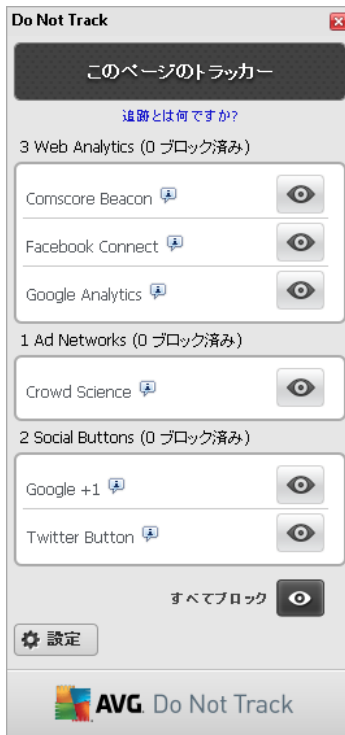 Do Not Track
このページのトラッカー
追跡とは何ですか?
3 Web Analytics (0 ブロック済み)
Comscore Beacon
Facebook Connect
Google Analytics
1 Ad Networks (0 ブロック済み)
Crowd Science
2 Social Buttons (0 ブロック済み)
Google +1
Twitter Button
すべてブロック
設定
AVG. Do Not Track